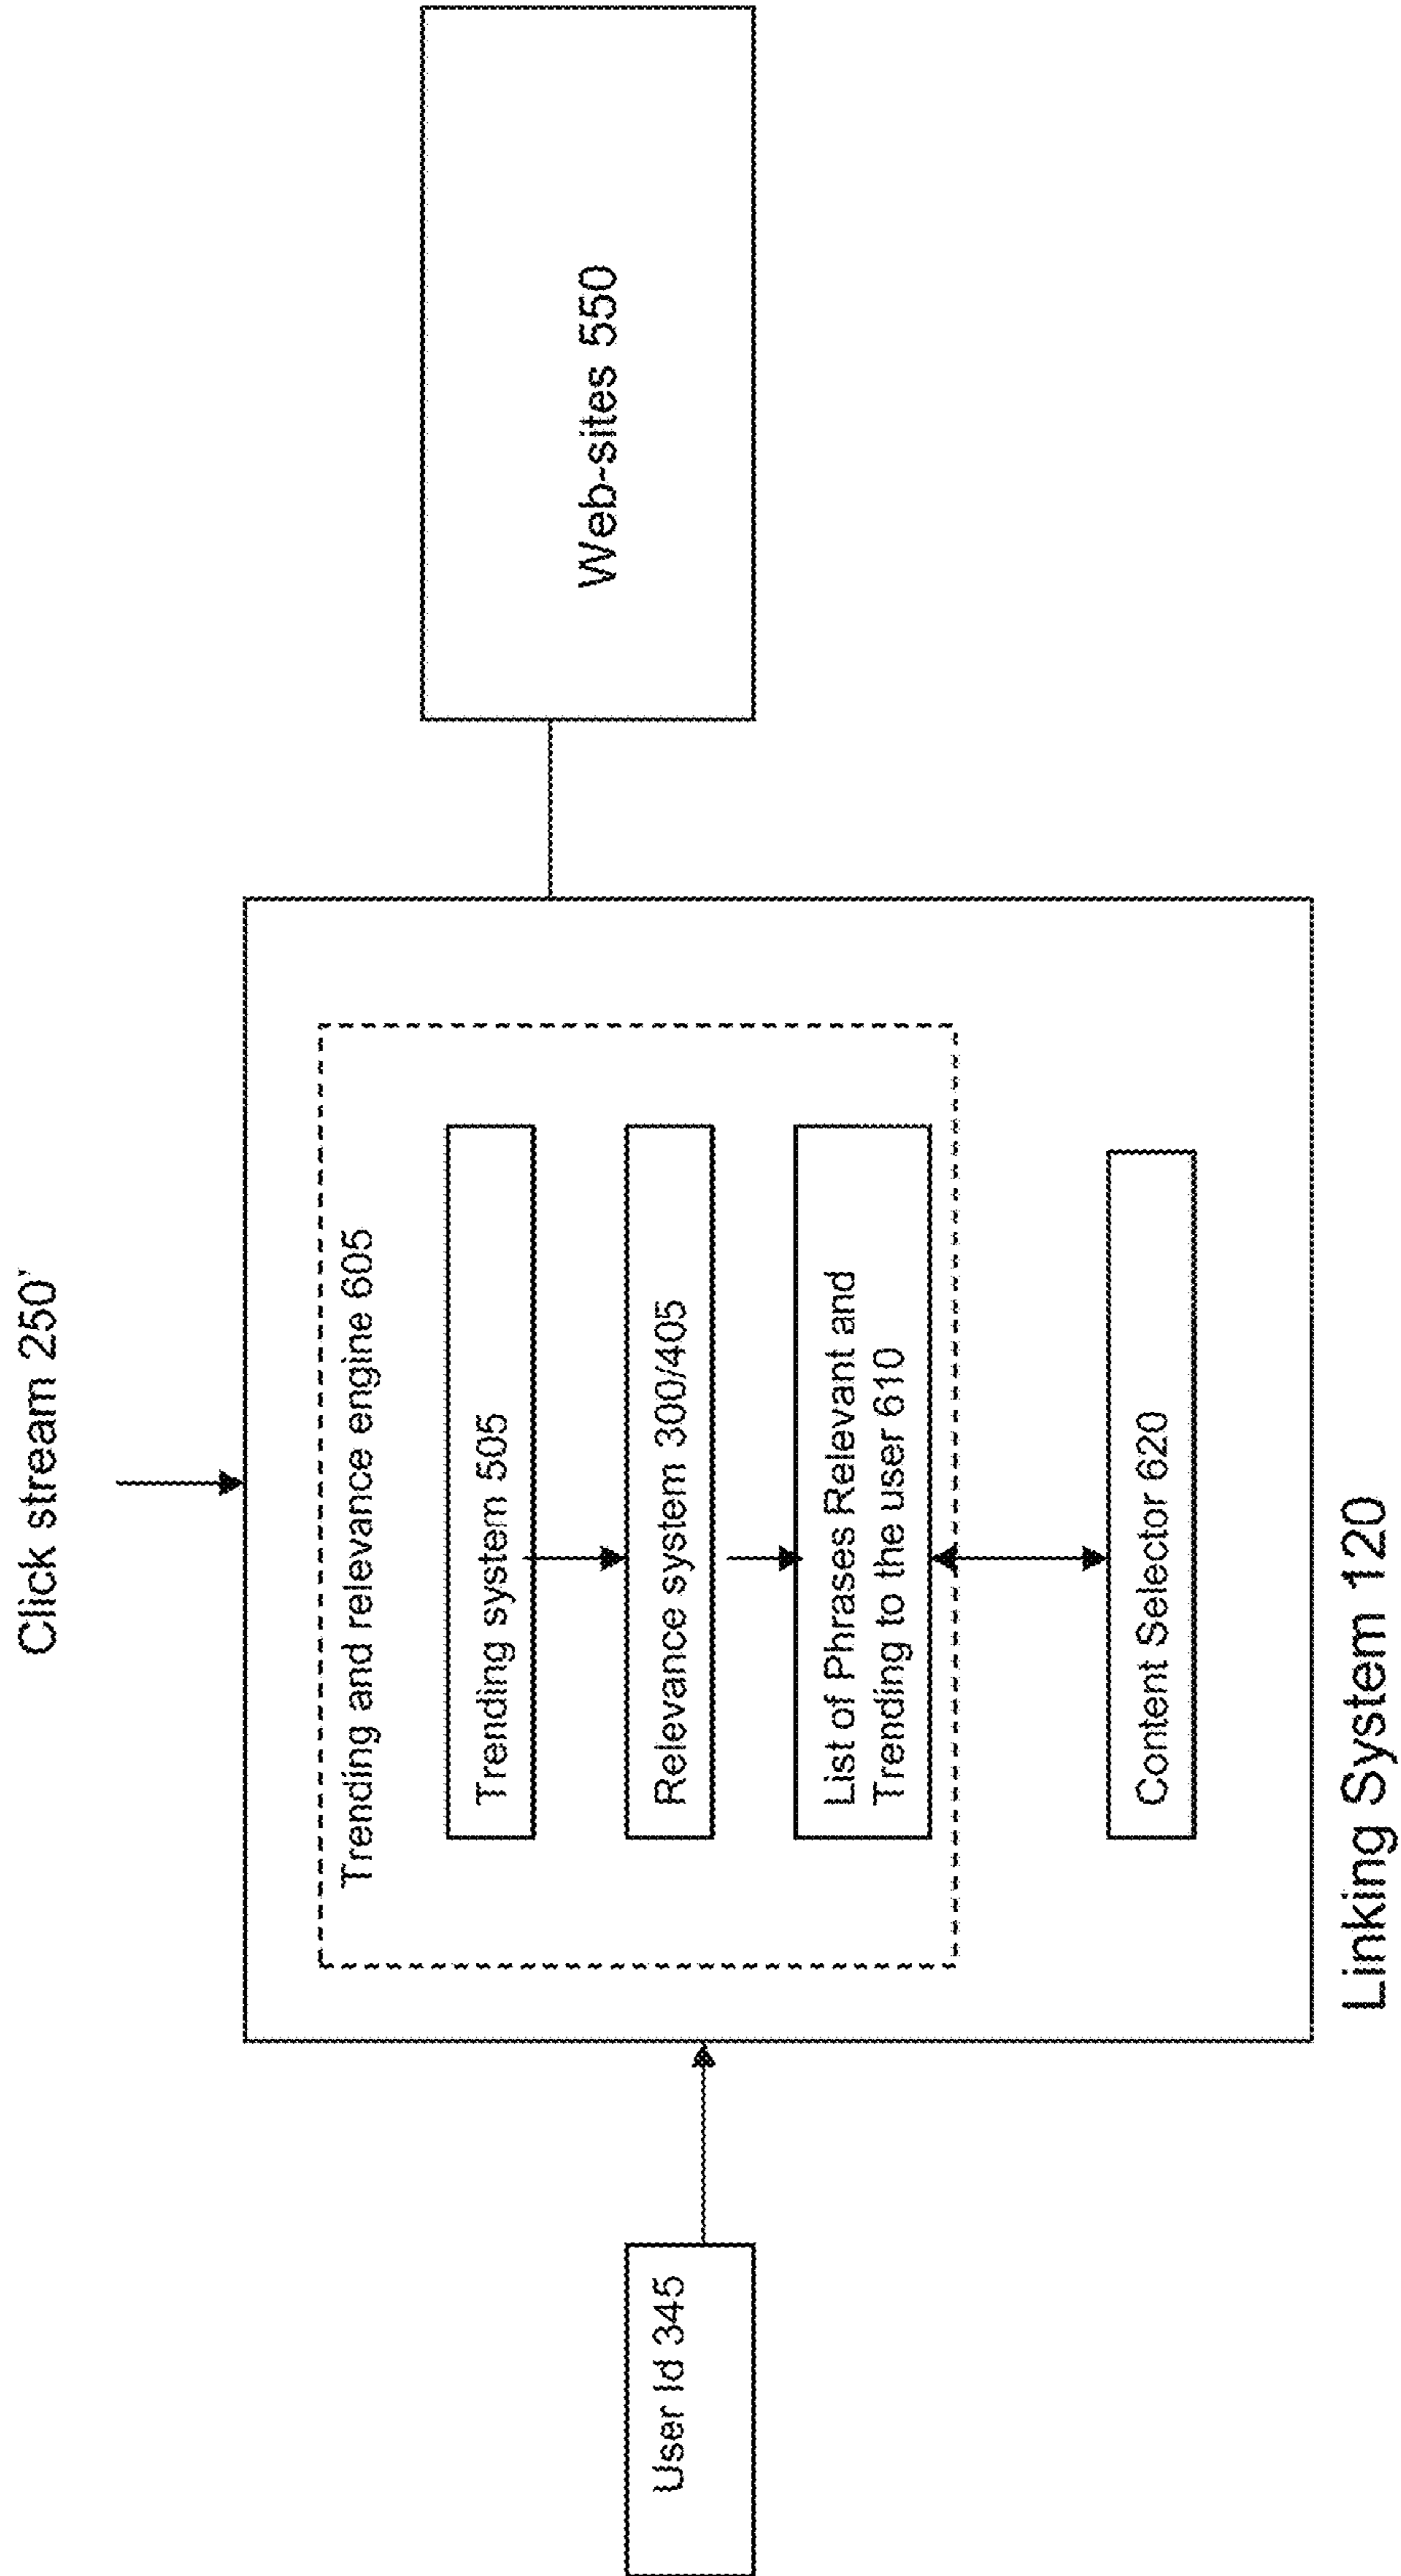 Click stream 250'
Trending and relevance engine 605
Trending system 505
Relevance system 300/405
List of Phrases Relevant and
Trending to the user 610
Content Selector 620
User Id 345
Web-sites 550
Linking System 120